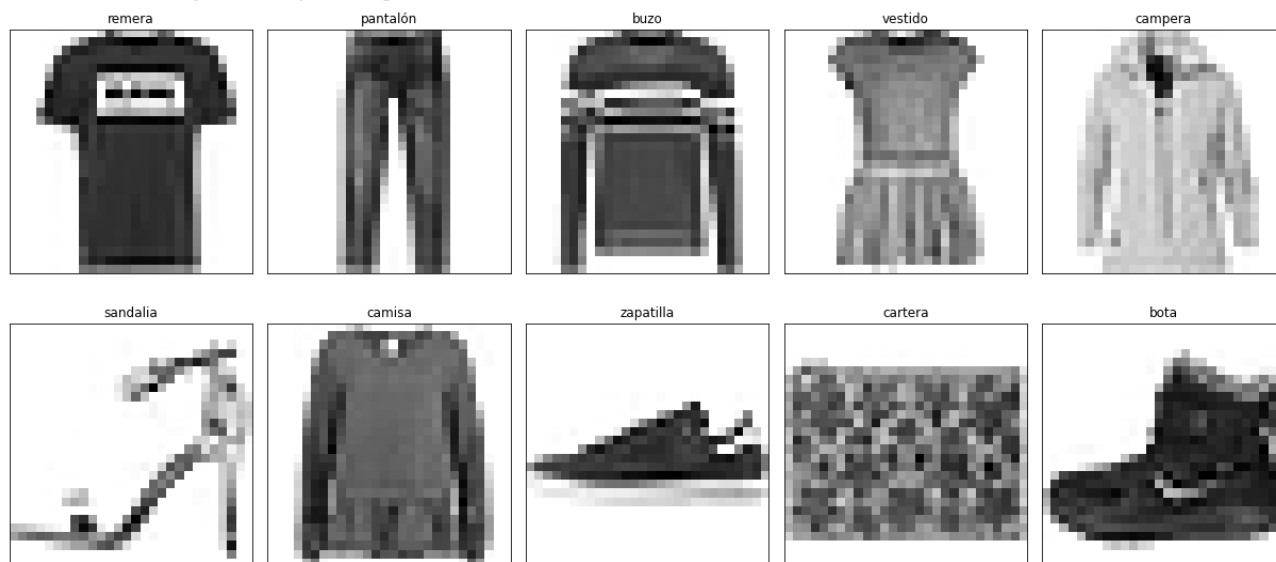 remera
pantalón
buzo
vestido
campera
sandalia
camisa
zapatilla
cartera
bota